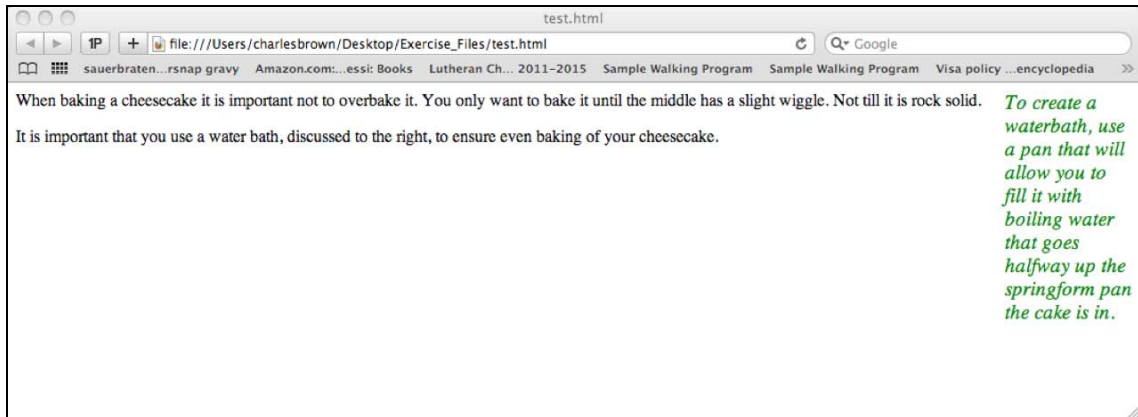 test.html
1P
+
file:///Users/charlesbrown/Desktop/Exercise_Files/test.html
Google
sauerbraten...rsnap gravy Amazon.com:...essi: Books Lutheran Ch... 2011-2015 Sample Walking Program Sample Walking Program Visa policy ...encyclopedia »
When baking a cheesecake it is important not to overbake it. You only want to bake it until the middle has a slight wiggle. Not till it is rock solid.
It is important that you use a water bath, discussed to the right, to ensure even baking of your cheesecake.
To create a
waterbath, use
a pan that will
allow you to
fill it with
boiling water
that goes
halfway up the
springform pan
the cake is in.